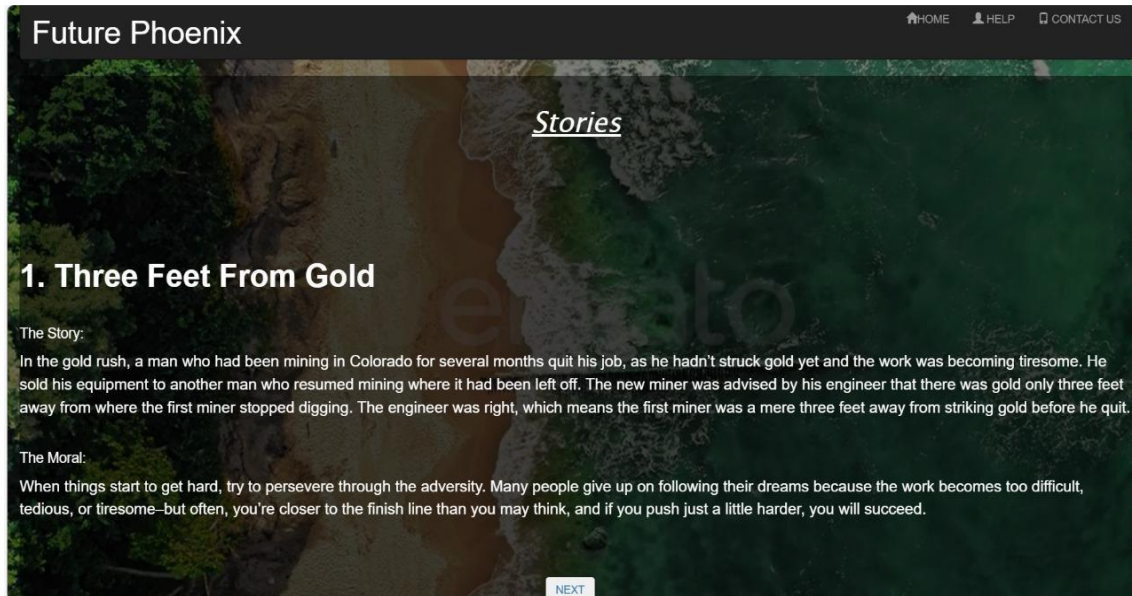 Future Phoenix
HOME HELP CONTACT US
Stories
envato
1. Three Feet From Gold
The Story:
In the gold rush, a man who had been mining in Colorado for several months quit his job, as he hadn’t struck gold yet and the work was becoming tiresome. He
sold his equipment to another man who resumed mining where it had been left off. The new miner was advised by his engineer that there was gold only three feet
away from where the first miner stopped digging. The engineer was right, which means the first miner was a mere three feet away from striking gold before he quit.
The Moral:
When things start to get hard, try to persevere through the adversity. Many people give up on following their dreams because the work becomes too difficult,
tedious, or tiresome–but often, you’re closer to the finish line than you may think, and if you push just a little harder, you will succeed.
NEXT